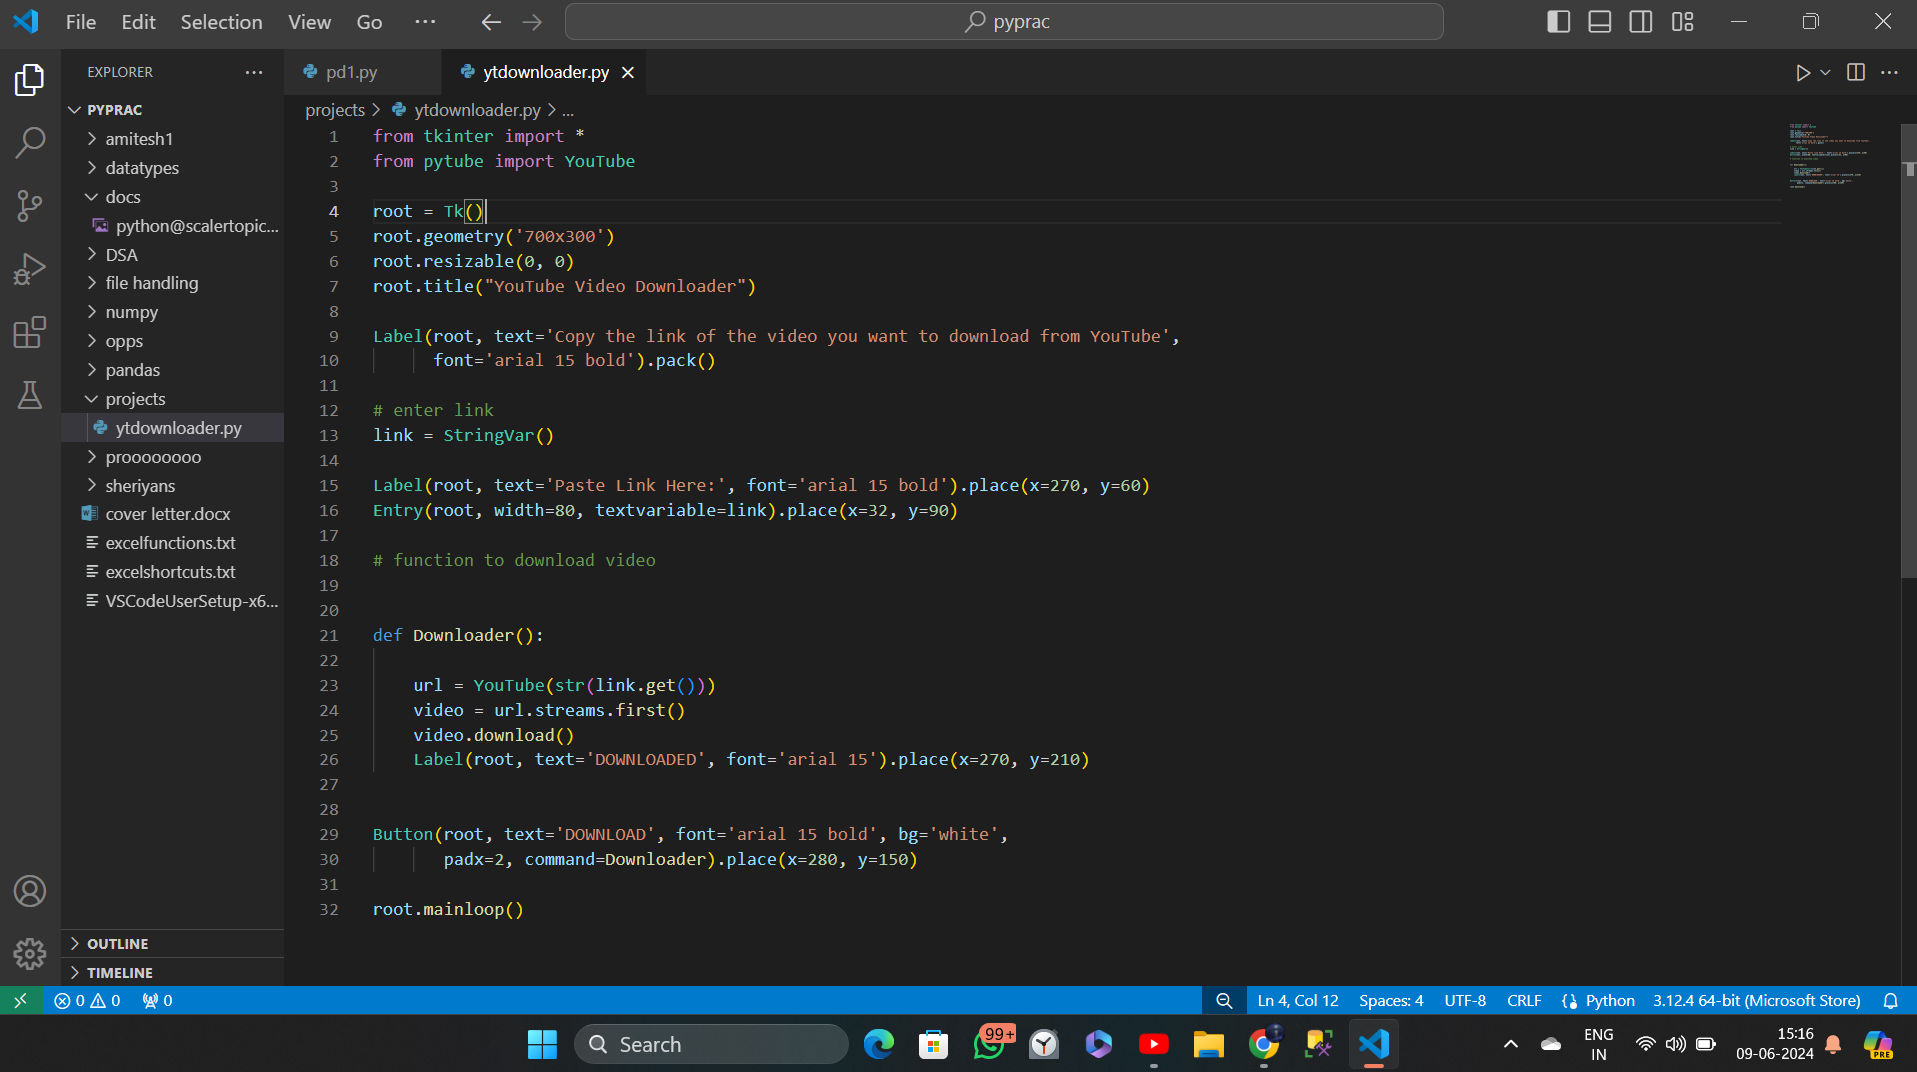 File Edit Selection View Go ··· pyprac
EXPLORER ···
pd1.py
ytdownloader.py
PYPRAC
amitesh1
datatypes
docs
python@scalertopic...
DSA
file handling
numpy
opps
pandas
projects
ytdownloader.py
proooooooo
sheriyans
cover letter.docx
excelfunctions.txt
excelshortcuts.txt
VSCodeUserSetup-x6...
OUTLINE
TIMELINE
projects > ytdownloader.py > ...
1 from tkinter import *
2 from pytube import YouTube
3
4 root = Tk()
5 root.geometry('700x300')
6 root.resizable(0, 0)
7 root.title("YouTube Video Downloader")
8
9 Label(root, text='Copy the link of the video you want to download from YouTube',
10 font='arial 15 bold').pack()
11
12 # enter link
13 link = StringVar()
14
15 Label(root, text='Paste Link Here:', font='arial 15 bold').place(x=270, y=60)
16 Entry(root, width=80, textvariable=link).place(x=32, y=90)
17
18 # function to download video
19
20
21 def Downloader():
22
23 url = YouTube(str(link.get()))
24 video = url.streams.first()
25 video.download()
26 Label(root, text='DOWNLOADED', font='arial 15').place(x=270, y=210)
27
28
29 Button(root, text='DOWNLOAD', font='arial 15 bold', bg='white',
30 padx=2, command=Downloader).place(x=280, y=150)
31
32 root.mainloop()
0 0 0 Ln 4, Col 12 Spaces: 4 UTF-8 CRLF Python 3.12.4 64-bit (Microsoft Store)
Search
99+
PRE
ENG
IN
15:16
09-06-2024